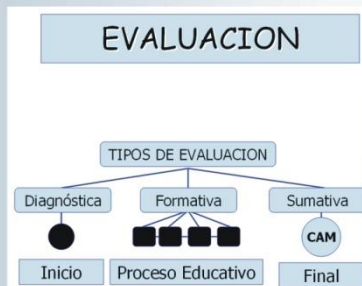 EVALUACION
TIPOS DE EVALUACION
Diagnóstica Formativa Sumativa
CAM
Inicio Proceso Educativo Final